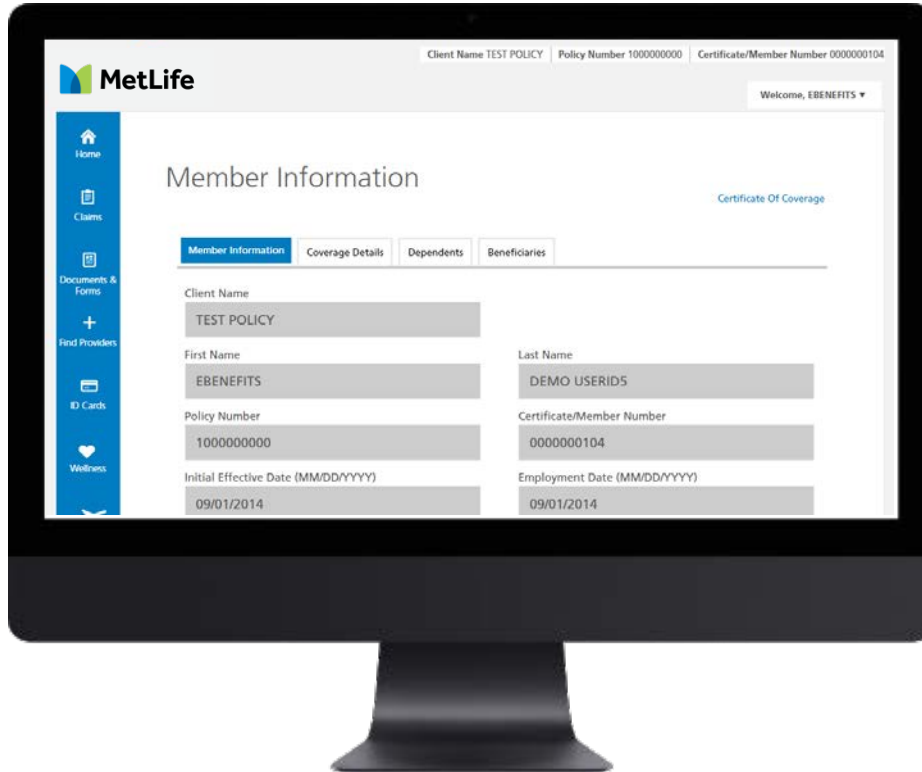 Client Name TEST POLICY Policy Number 1000000000 Certificate/Member Number 0000000104
MetLife
Welcome, EBENEFITS ▾
Home
Claims
Documents &
Forms
Find Providers
ID Cards
Wellness
Member Information
Certificate Of Coverage
Member Information Coverage Details Dependents Beneficiaries
Client Name
TEST POLICY
First Name Last Name
EBENEFITS DEMO USERID5
Policy Number Certificate/Member Number
1000000000 0000000104
Initial Effective Date (MM/DD/YYYY) Employment Date (MM/DD/YYYY)
09/01/2014 09/01/2014